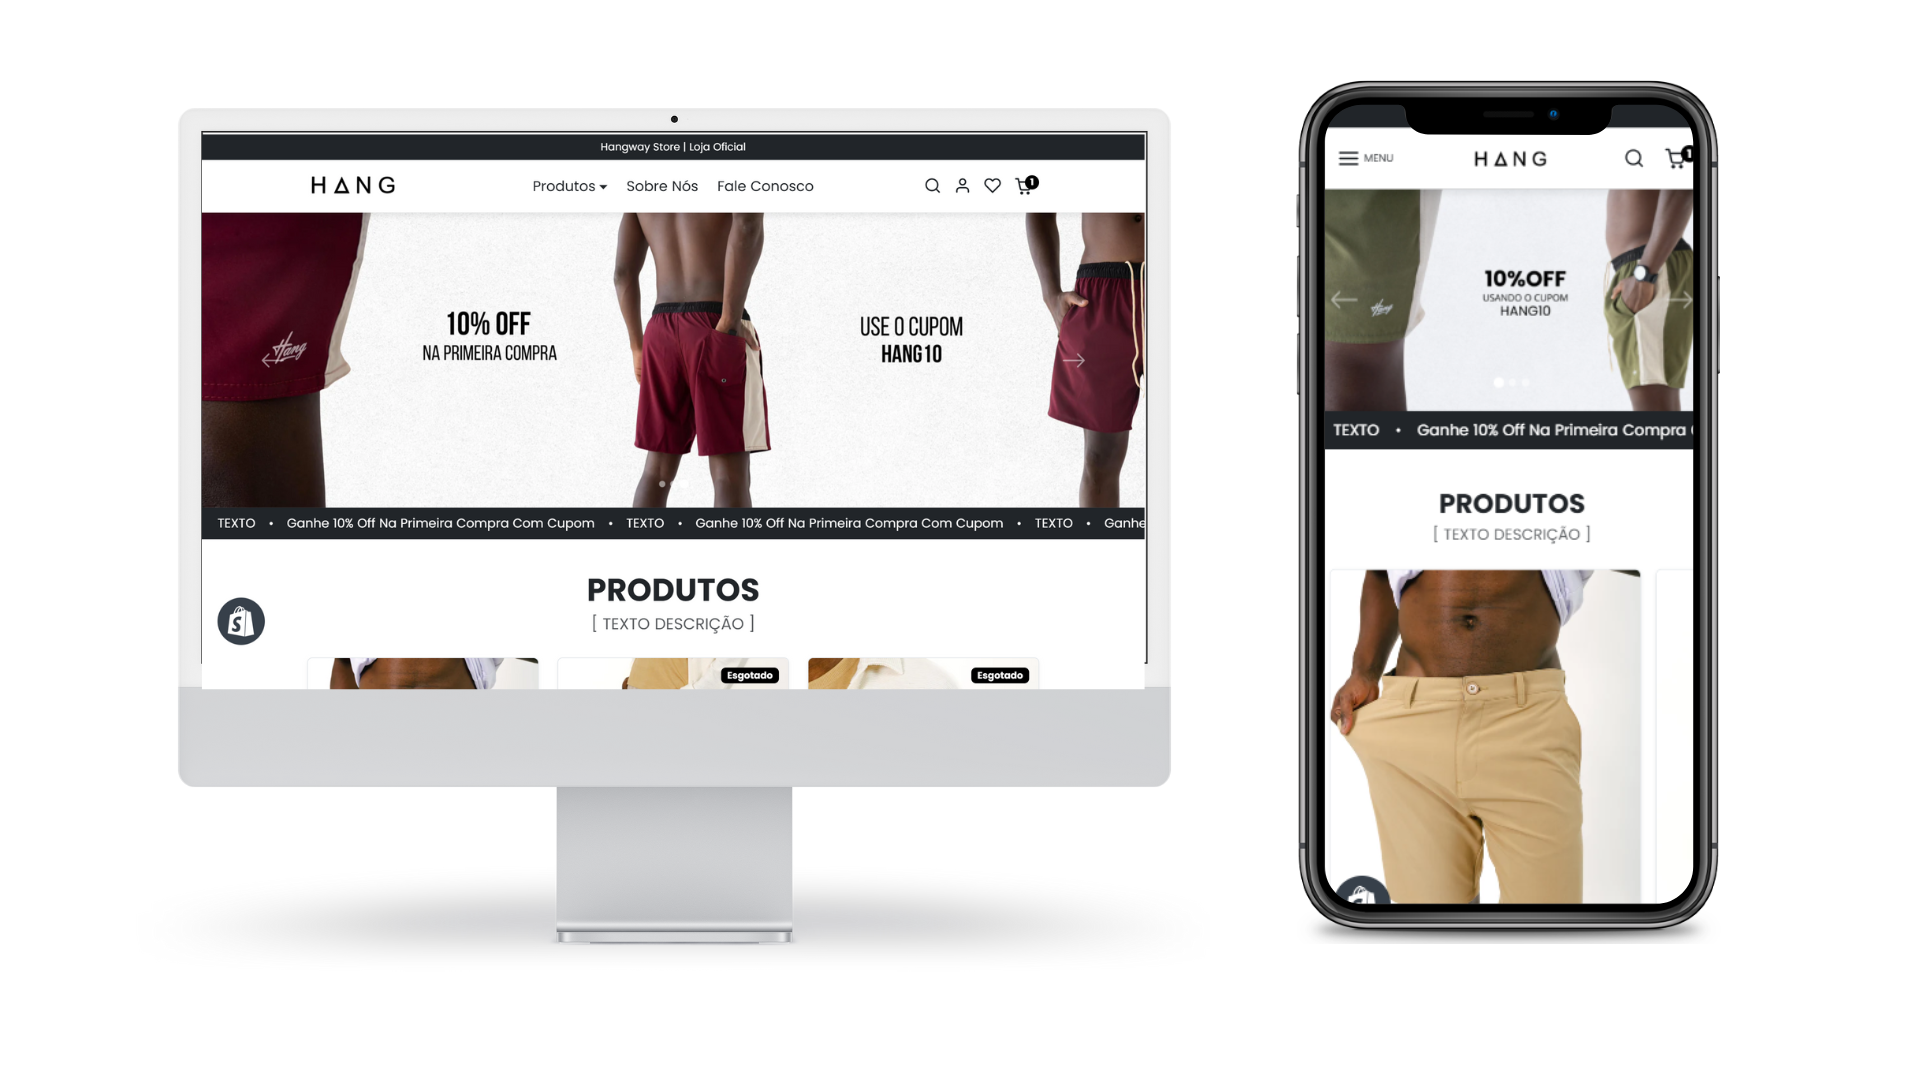 Hangway Store | Loja Oficial
HANG
Produtos Sobre Nós Fale Conosco
1
10% OFF
NA PRIMEIRA COMPRA
USE O CUPOM
HANG10
Hang
TEXTO • Ganhe 10% Off Na Primeira Compra Com Cupom • TEXTO • Ganhe 10% Off Na Primeira Compra Com Cupom • TEXTO • Ganhe
PRODUTOS
[ TEXTO DESCRIÇÃO ]
S
Esgotado
Esgotado
MENU
HANG
1
10%OFF
USANDO O CUPOM
HANG10
Hang
TEXTO • Ganhe 10% Off Na Primeira Compra
PRODUTOS
[ TEXTO DESCRIÇÃO ]